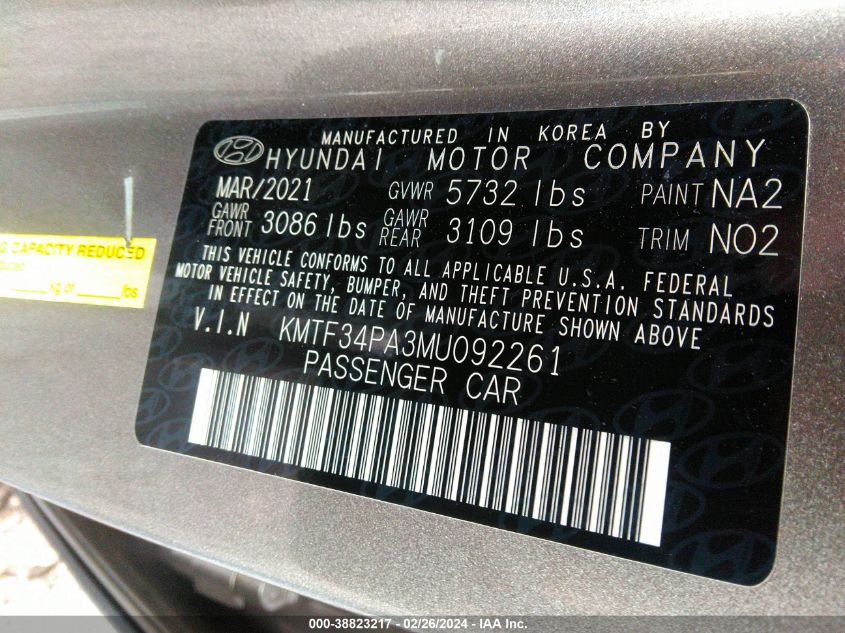 MANUFACTURED IN KOREA BY
HYUNDAI MOTOR COMPANY
MAR/2021 GVWR 5732 lbs PAINT NA2
GAWR FRONT 3086 lbs GAWR REAR 3109 lbs TRIM NO2
THIS VEHICLE CONFORMS TO ALL APPLICABLE U.S.A. FEDERAL
MOTOR VEHICLE SAFETY, BUMPER, AND THEFT PREVENTION STANDARDS
IN EFFECT ON THE DATE OF MANUFACTURE SHOWN ABOVE
V.I.N KMTF34PA3MU092261
PASSENGER CAR
CAPACITY REDUCED
kg or lbs
000-38823217 - 02/26/2024 - IAA Inc.